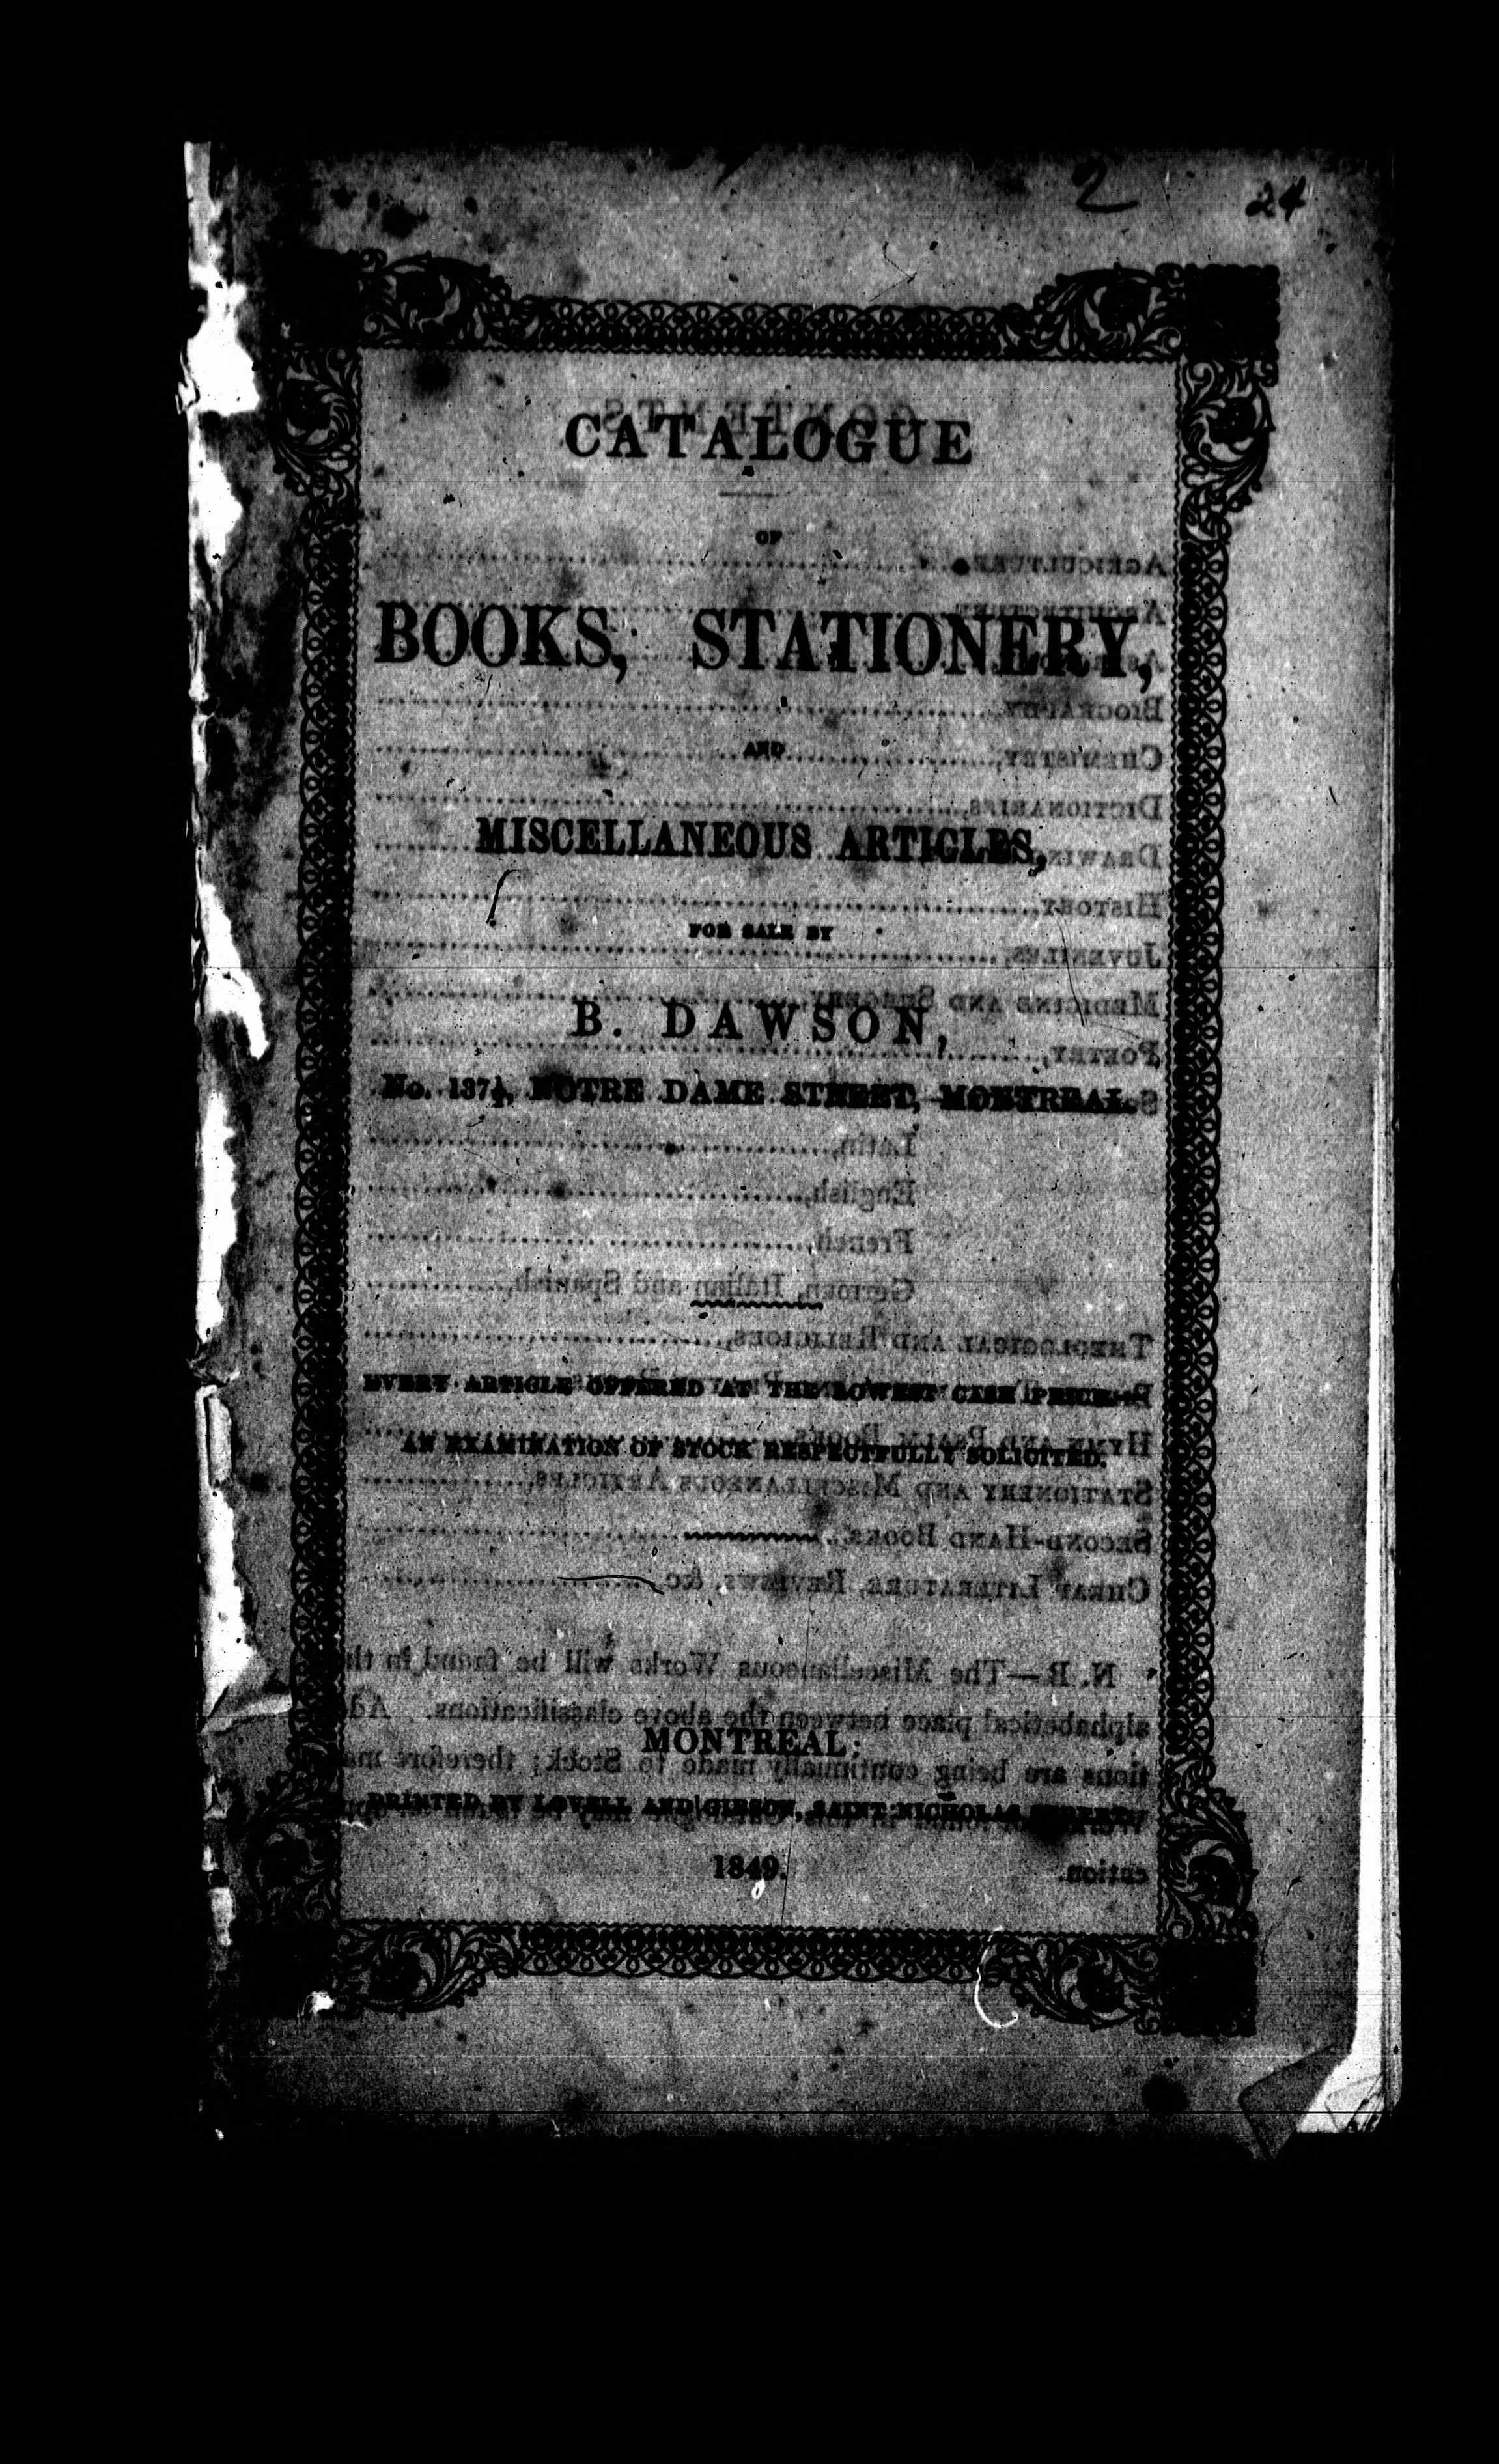 2
24
CATALOGUE
OF
BOOKS, STATIONERY,
AND
MISCELLANEOUS ARTICLES,
FOR SALE BY
B. DAWSON,
No. 137½, NOTRE DAME STREET, MONTREAL.
EVERY ARTICLE OFFERED AT THE LOWEST CASH PRICE.
AN EXAMINATION OF STOCK RESPECTFULLY SOLICITED.
MONTREAL:
PRINTED BY LOVELL AND GIBSON, SAINT NICHOLAS STREET.
1849.